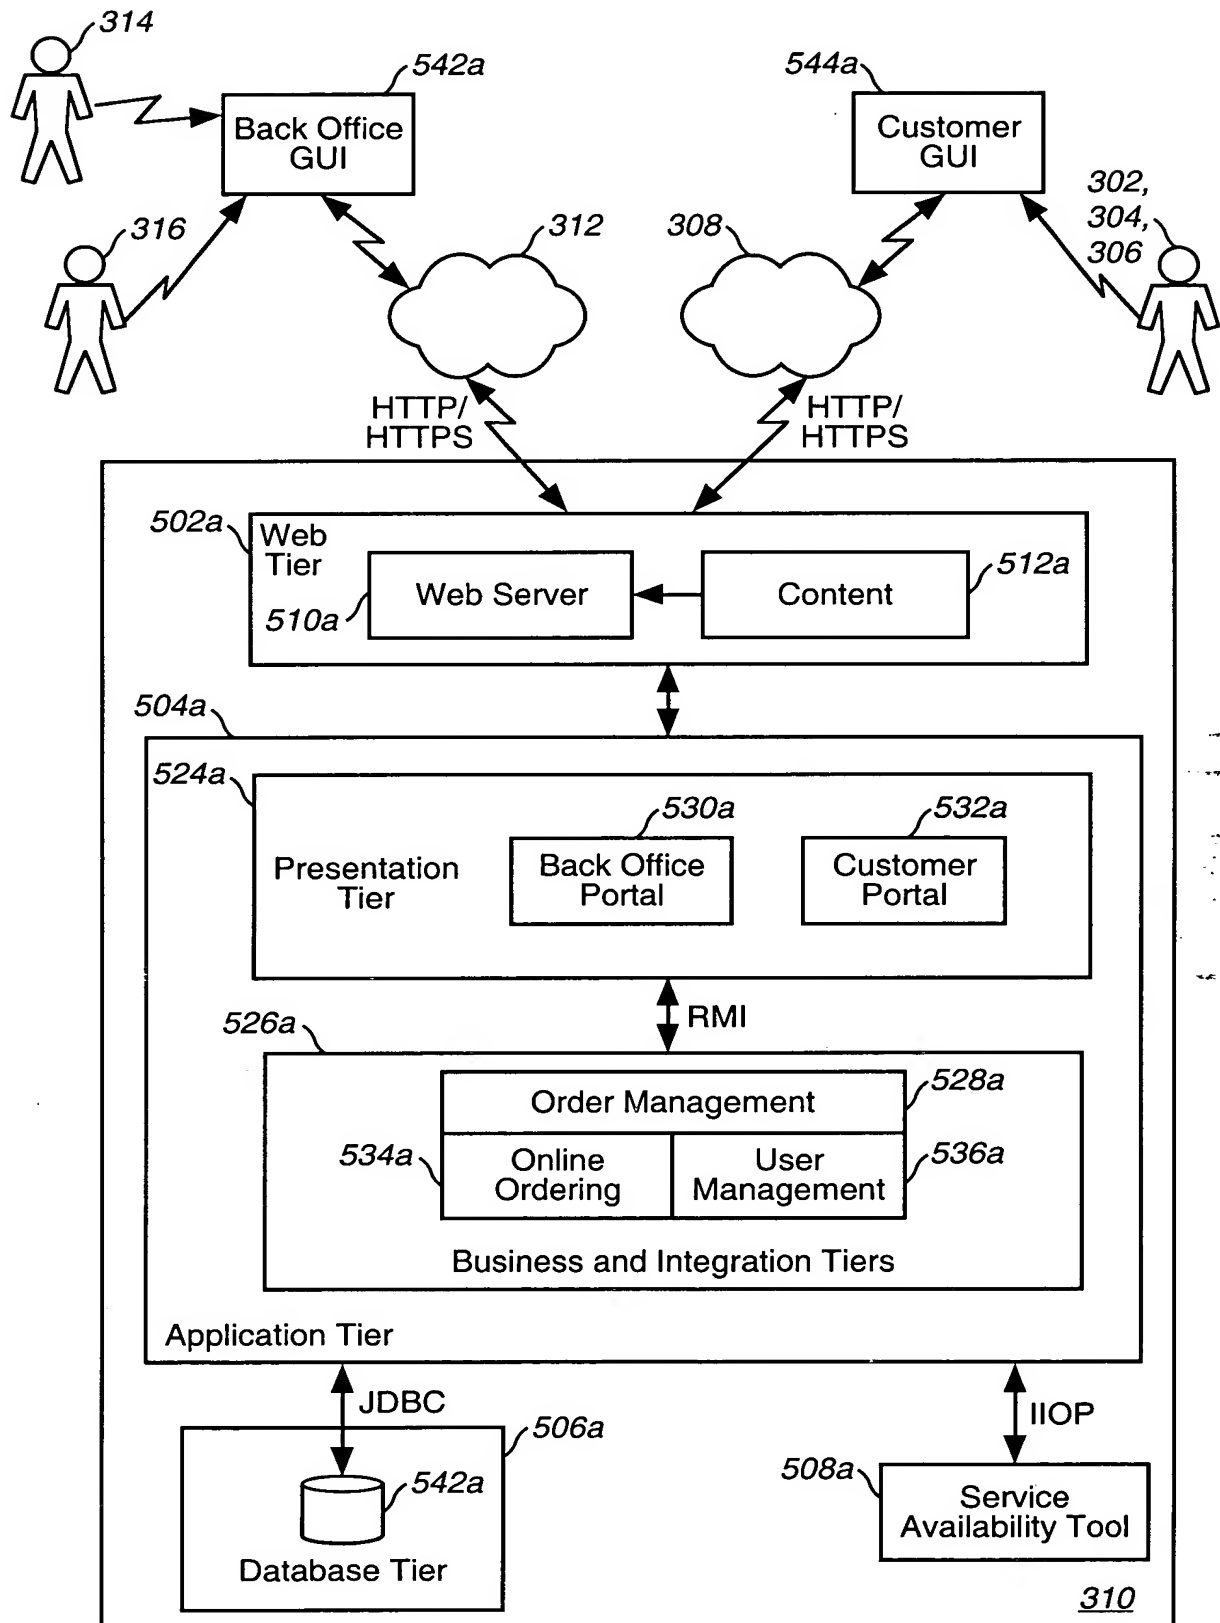 314
542a
Back Office
GUI
544a
Customer
GUI
302,
304,
306
316
312
308
HTTP/
HTTPS
HTTP/
HTTPS
502a
Web
Tier
Web Server
510a
Content
512a
504a
524a
Presentation
Tier
530a
Back Office
Portal
532a
Customer
Portal
RMI
526a
Order Management
528a
534a
Online
Ordering
User
Management
536a
Business and Integration Tiers
Application Tier
JDBC
IIOP
506a
542a
Database Tier
508a
Service
Availability Tool
310